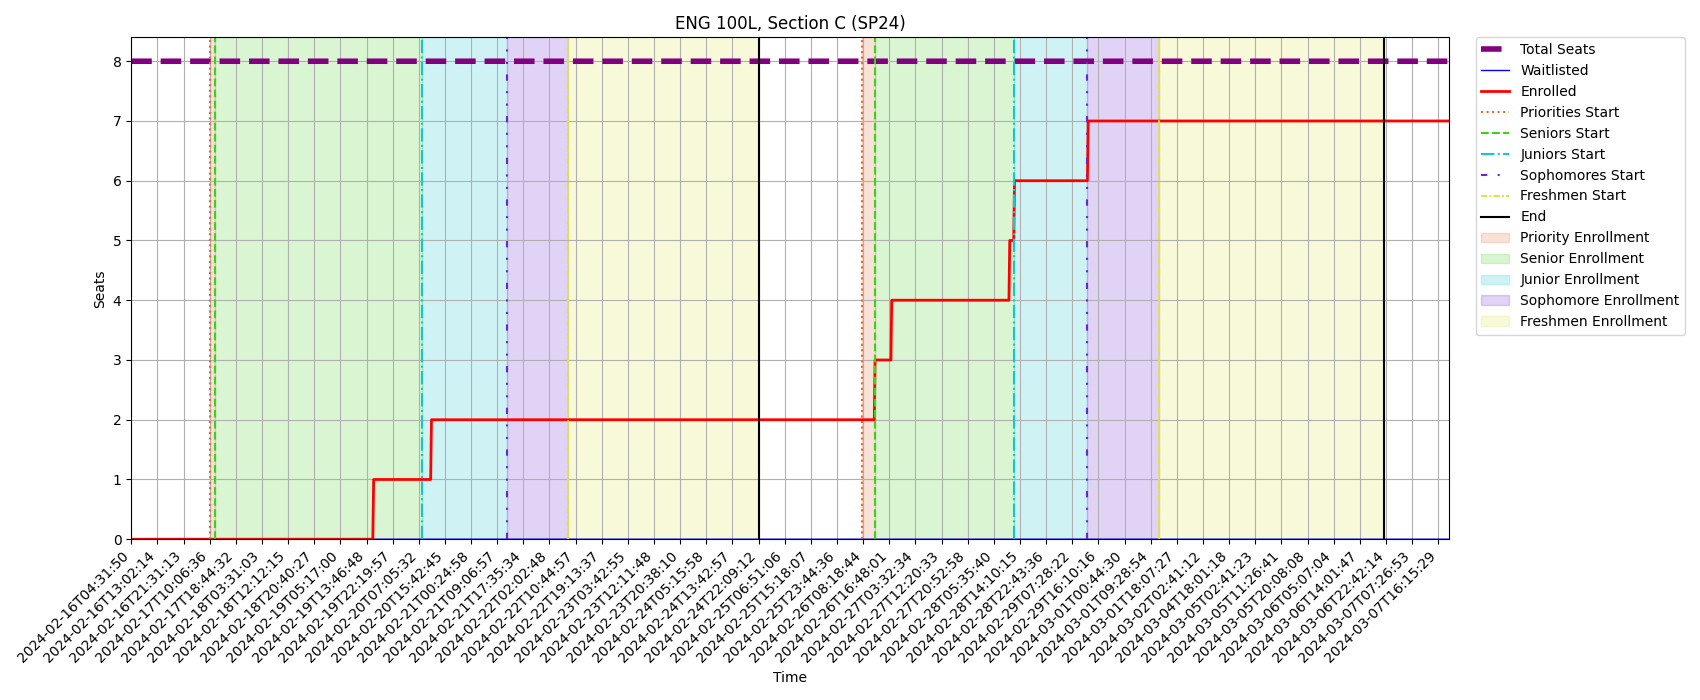 ENG 100L, Section C (SP24)
Seats
8
7
6
5
4
3
2
1
0
2024-02-16T04:31:50
2024-02-16T13:02:14
2024-02-16T21:31:13
2024-02-17T10:06:36
2024-02-17T18:44:32
2024-02-18T03:31:03
2024-02-18T12:12:15
2024-02-18T20:40:27
2024-02-19T05:17:00
2024-02-19T13:46:48
2024-02-19T22:19:57
2024-02-20T07:05:32
2024-02-20T15:42:45
2024-02-21T00:24:58
2024-02-21T09:06:57
2024-02-21T17:35:34
2024-02-22T02:02:48
2024-02-22T10:44:57
2024-02-22T19:13:37
2024-02-23T03:42:55
2024-02-23T12:11:48
2024-02-23T20:38:10
2024-02-24T05:15:58
2024-02-24T13:42:57
2024-02-24T22:09:12
2024-02-25T06:51:06
2024-02-25T15:18:07
2024-02-25T23:44:36
2024-02-26T08:18:44
2024-02-26T16:48:01
2024-02-27T03:32:34
2024-02-27T12:20:33
2024-02-27T20:52:58
2024-02-28T05:35:40
2024-02-28T14:10:15
2024-02-28T22:43:36
2024-02-29T07:28:22
2024-02-29T16:10:16
2024-03-01T00:44:30
2024-03-01T09:28:54
2024-03-01T18:07:27
2024-03-02T02:41:12
2024-03-04T18:01:18
2024-03-05T02:41:23
2024-03-05T11:26:41
2024-03-05T20:08:08
2024-03-06T05:07:04
2024-03-06T14:01:47
2024-03-06T22:42:14
2024-03-07T07:26:53
2024-03-07T16:15:29
Time
Total Seats
Waitlisted
Enrolled
Priorities Start
Seniors Start
Juniors Start
Sophomores Start
Freshmen Start
End
Priority Enrollment
Senior Enrollment
Junior Enrollment
Sophomore Enrollment
Freshmen Enrollment